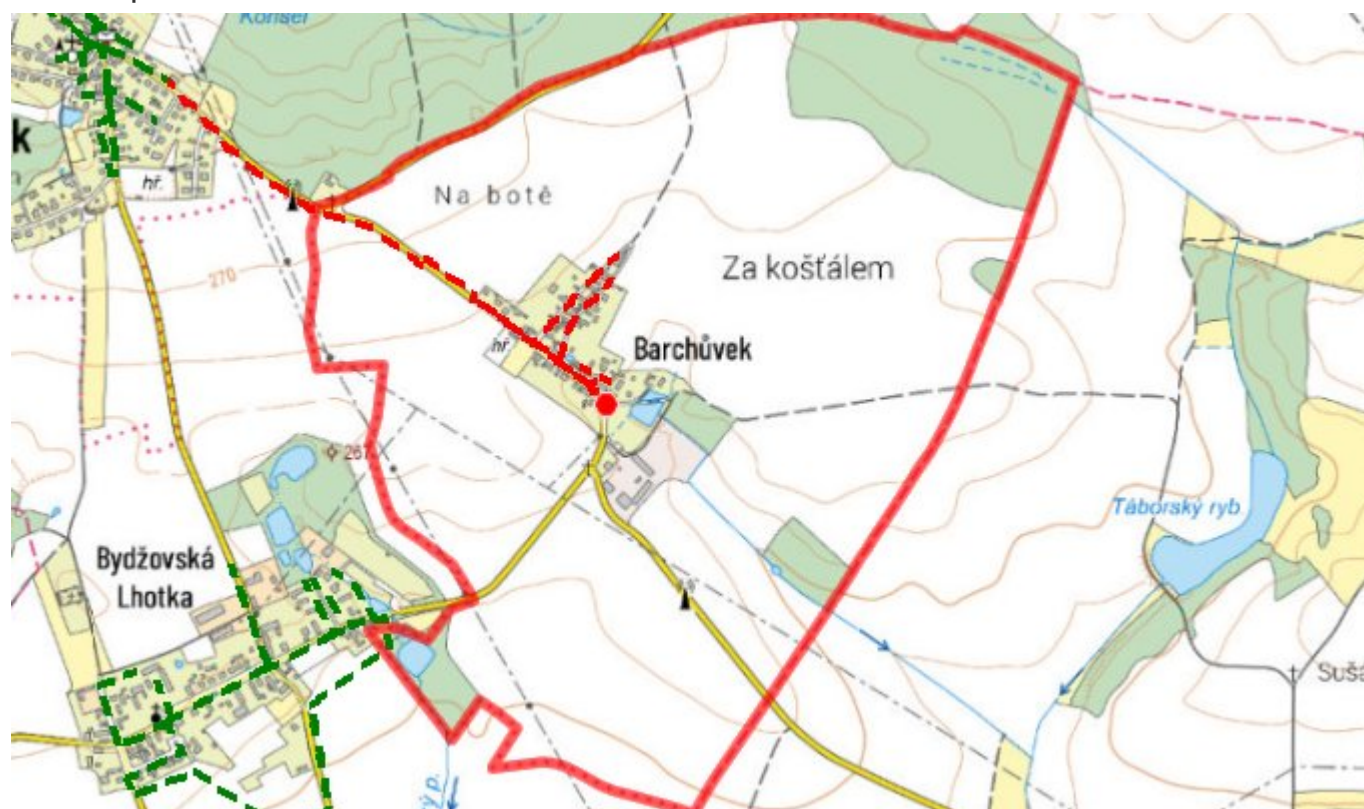 k
hř.
Na botě
270
Za košťálem
hř.
Barchůvek
267
Táborský ryb.
Bydžovská
Lhotka
Suša
ý p.